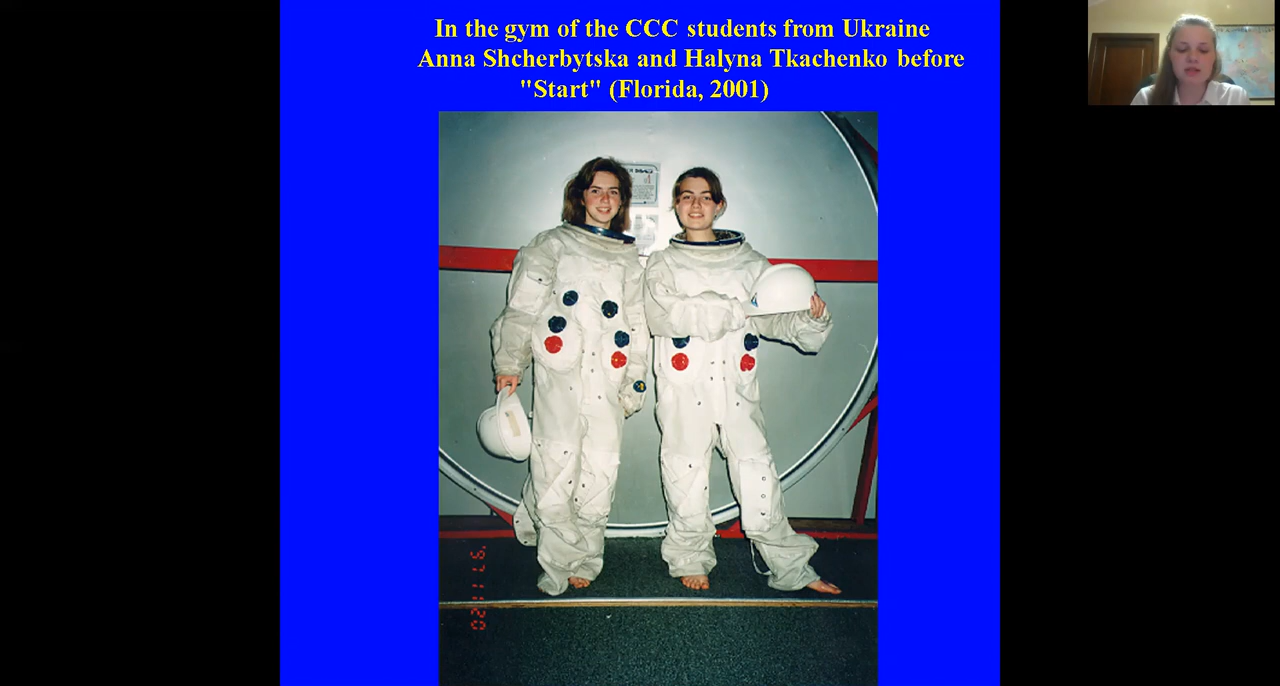 In the gym of the CCC students from Ukraine
Anna Shcherbytska and Halyna Tkachenko before
"Start" (Florida, 2001)